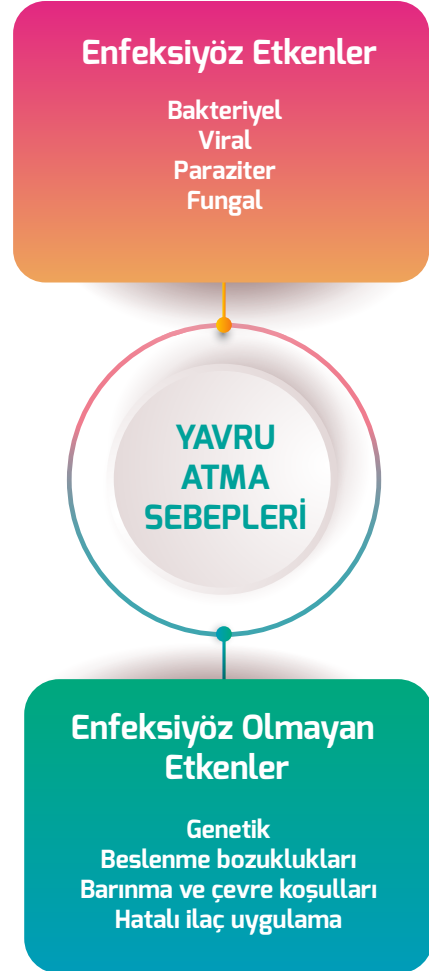 Enfeksiyöz Etkenler
Bakteriyel
Viral
Paraziter
Fungal
YAVRU
ATMA
SEBEPLERİ
Enfeksiyöz Olmayan
Etkenler
Genetik
Beslenme bozuklukları
Barınma ve çevre koşulları
Hatalı ilaç uygulama